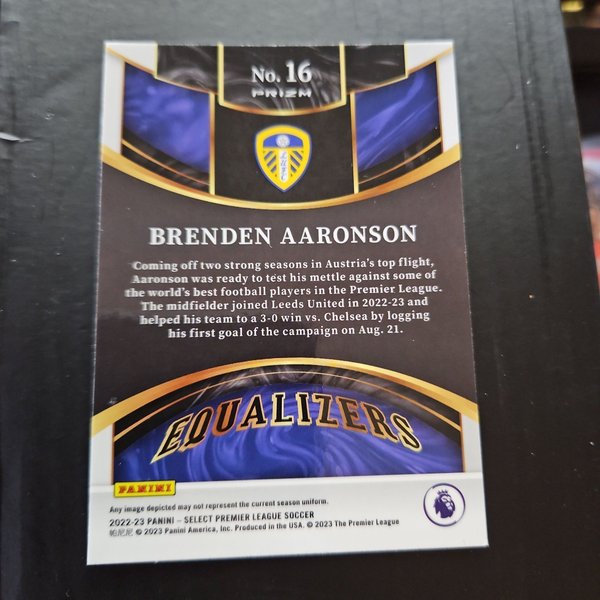 No. 16
PRIZM
LUFC
BRENDEN AARONSON
Coming off two strong seasons in Austria's top flight,
Aaronson was ready to test his mettle against some of
the world's best football players in the Premier League.
The midfielder joined Leeds United in 2022-23 and
helped his team to a 3-0 win vs. Chelsea by logging
his first goal of the campaign on Aug. 21.
EQUALIZERS
PANINI
Any image depicted may not represent the current season uniform.
2022-23 PANINI – SELECT PREMIER LEAGUE SOCCER
帕尼尼 © 2023 Panini America, Inc. Produced in the USA. © 2023 The Premier League